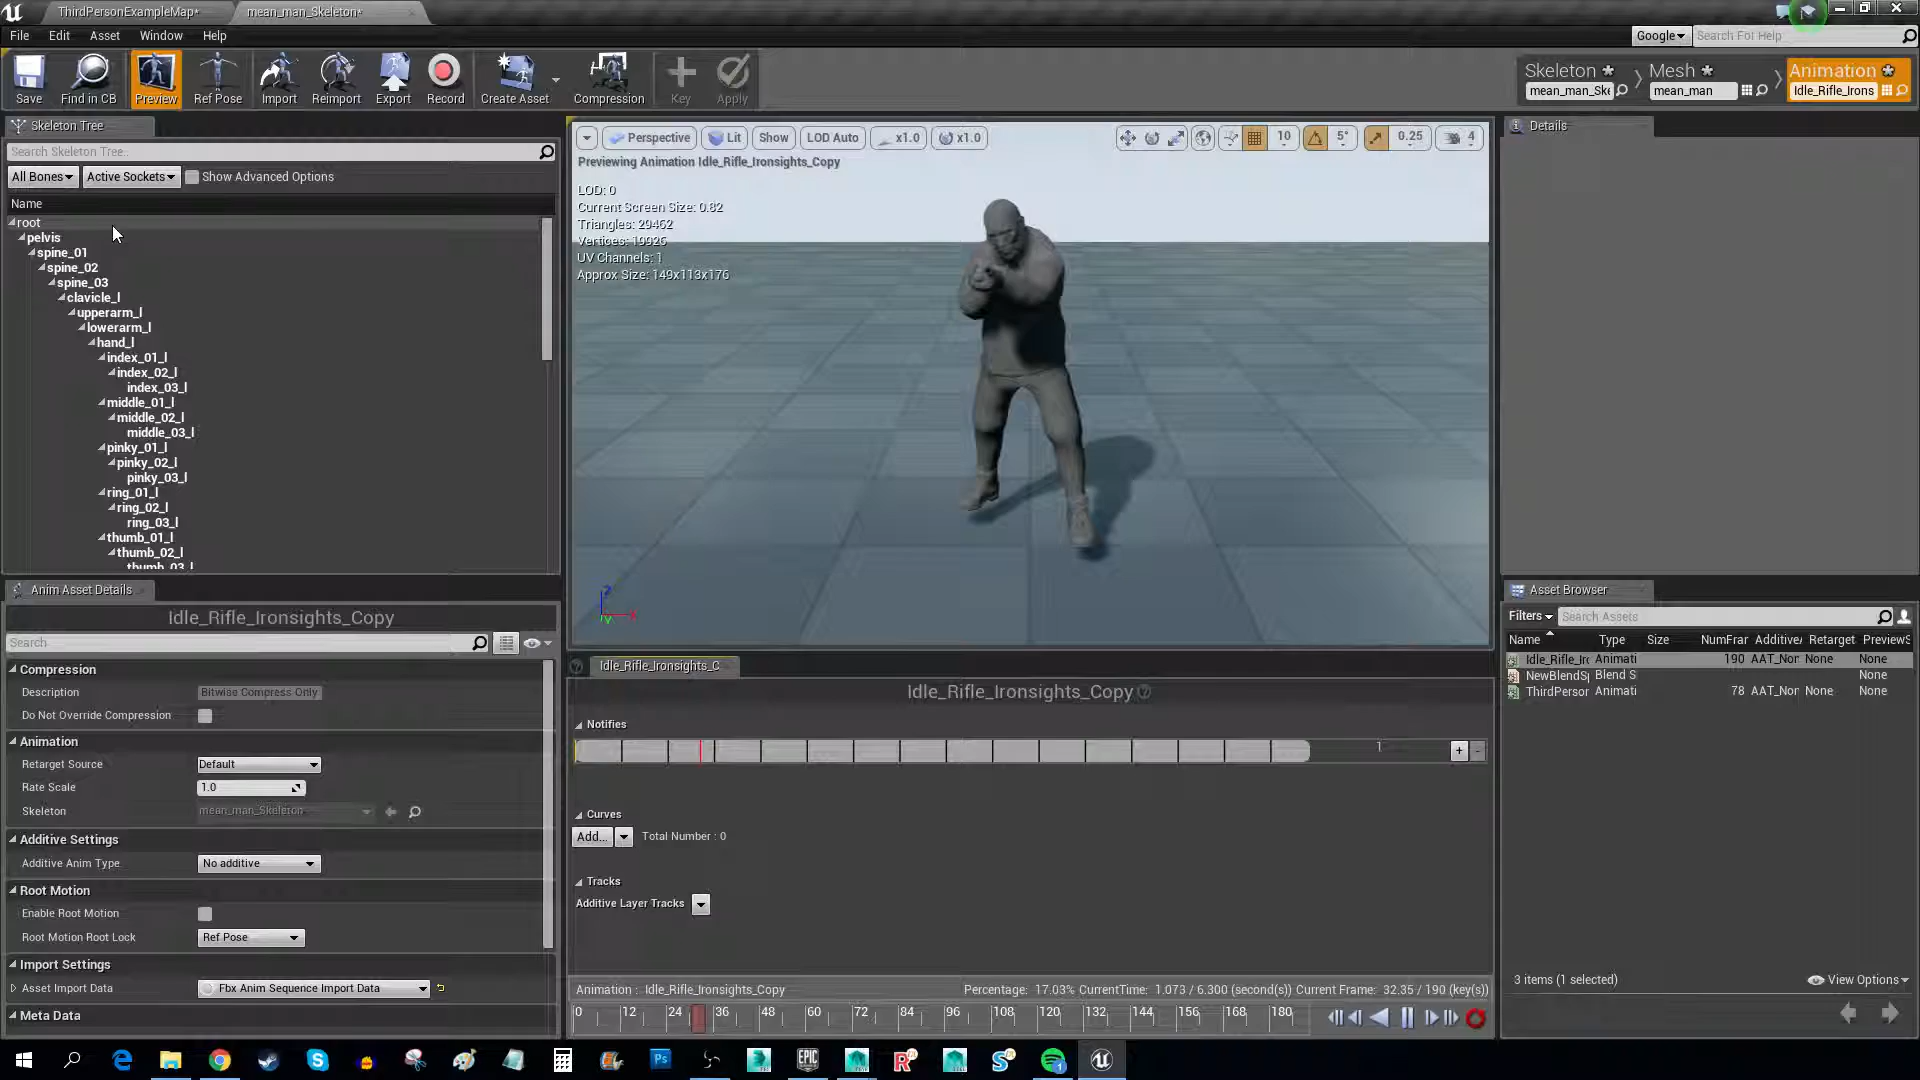 ThirdPersonExampleMap*
mean_man_Skeleton*
File Edit Asset Window Help
Google Search For Help
Save Find in CB Preview Ref Pose Import Reimport Export Record Create Asset Compression Key Apply
Skeleton * Mesh * Animation *
mean_man_Ske mean_man Idle_Rifle_Irons
Skeleton Tree
Search Skeleton Tree..
All Bones Active Sockets Show Advanced Options
Name
root
pelvis
spine_01
spine_02
spine_03
clavicle_l
upperarm_l
lowerarm_l
hand_l
index_01_l
index_02_l
index_03_l
middle_01_l
middle_02_l
middle_03_l
pinky_01_l
pinky_02_l
pinky_03_l
ring_01_l
ring_02_l
ring_03_l
thumb_01_l
thumb_02_l
thumb_03_l
Perspective Lit Show LOD Auto x1.0 x1.0 10 5° 0.25 4
Previewing Animation Idle_Rifle_Ironsights_Copy
LOD: 0
Current Screen Size: 0.82
Triangles: 29462
Vertices: 19926
UV Channels: 1
Approx Size: 149x113x176
Z
X
Y
Details
Anim Asset Details
Idle_Rifle_Ironsights_Copy
Search
Compression
Description Bitwise Compress Only
Do Not Override Compression
Animation
Retarget Source Default
Rate Scale 1.0
Skeleton mean_man_Skeleton
Additive Settings
Additive Anim Type No additive
Root Motion
Enable Root Motion
Root Motion Root Lock Ref Pose
Import Settings
Asset Import Data Fbx Anim Sequence Import Data
Meta Data
Idle_Rifle_Ironsights_C
Idle_Rifle_Ironsights_Copy
Notifies
1 + -
Curves
Add... Total Number : 0
Tracks
Additive Layer Tracks
Animation : Idle_Rifle_Ironsights_Copy Percentage: 17.03% CurrentTime: 1.073 / 6.300 (second(s)) Current Frame: 32.35 / 190 (key(s))
0 12 24 36 48 60 72 84 96 108 120 132 144 156 168 180
Asset Browser
Filters Search Assets
Name Type Size NumFrar Additive Retarget PreviewS
Idle_Rifle_Irc Animati 190 AAT_Nor None None
NewBlendSp Blend S None
ThirdPerson Animati 78 AAT_Nor None None
3 items (1 selected) View Options
Ps
EPIC